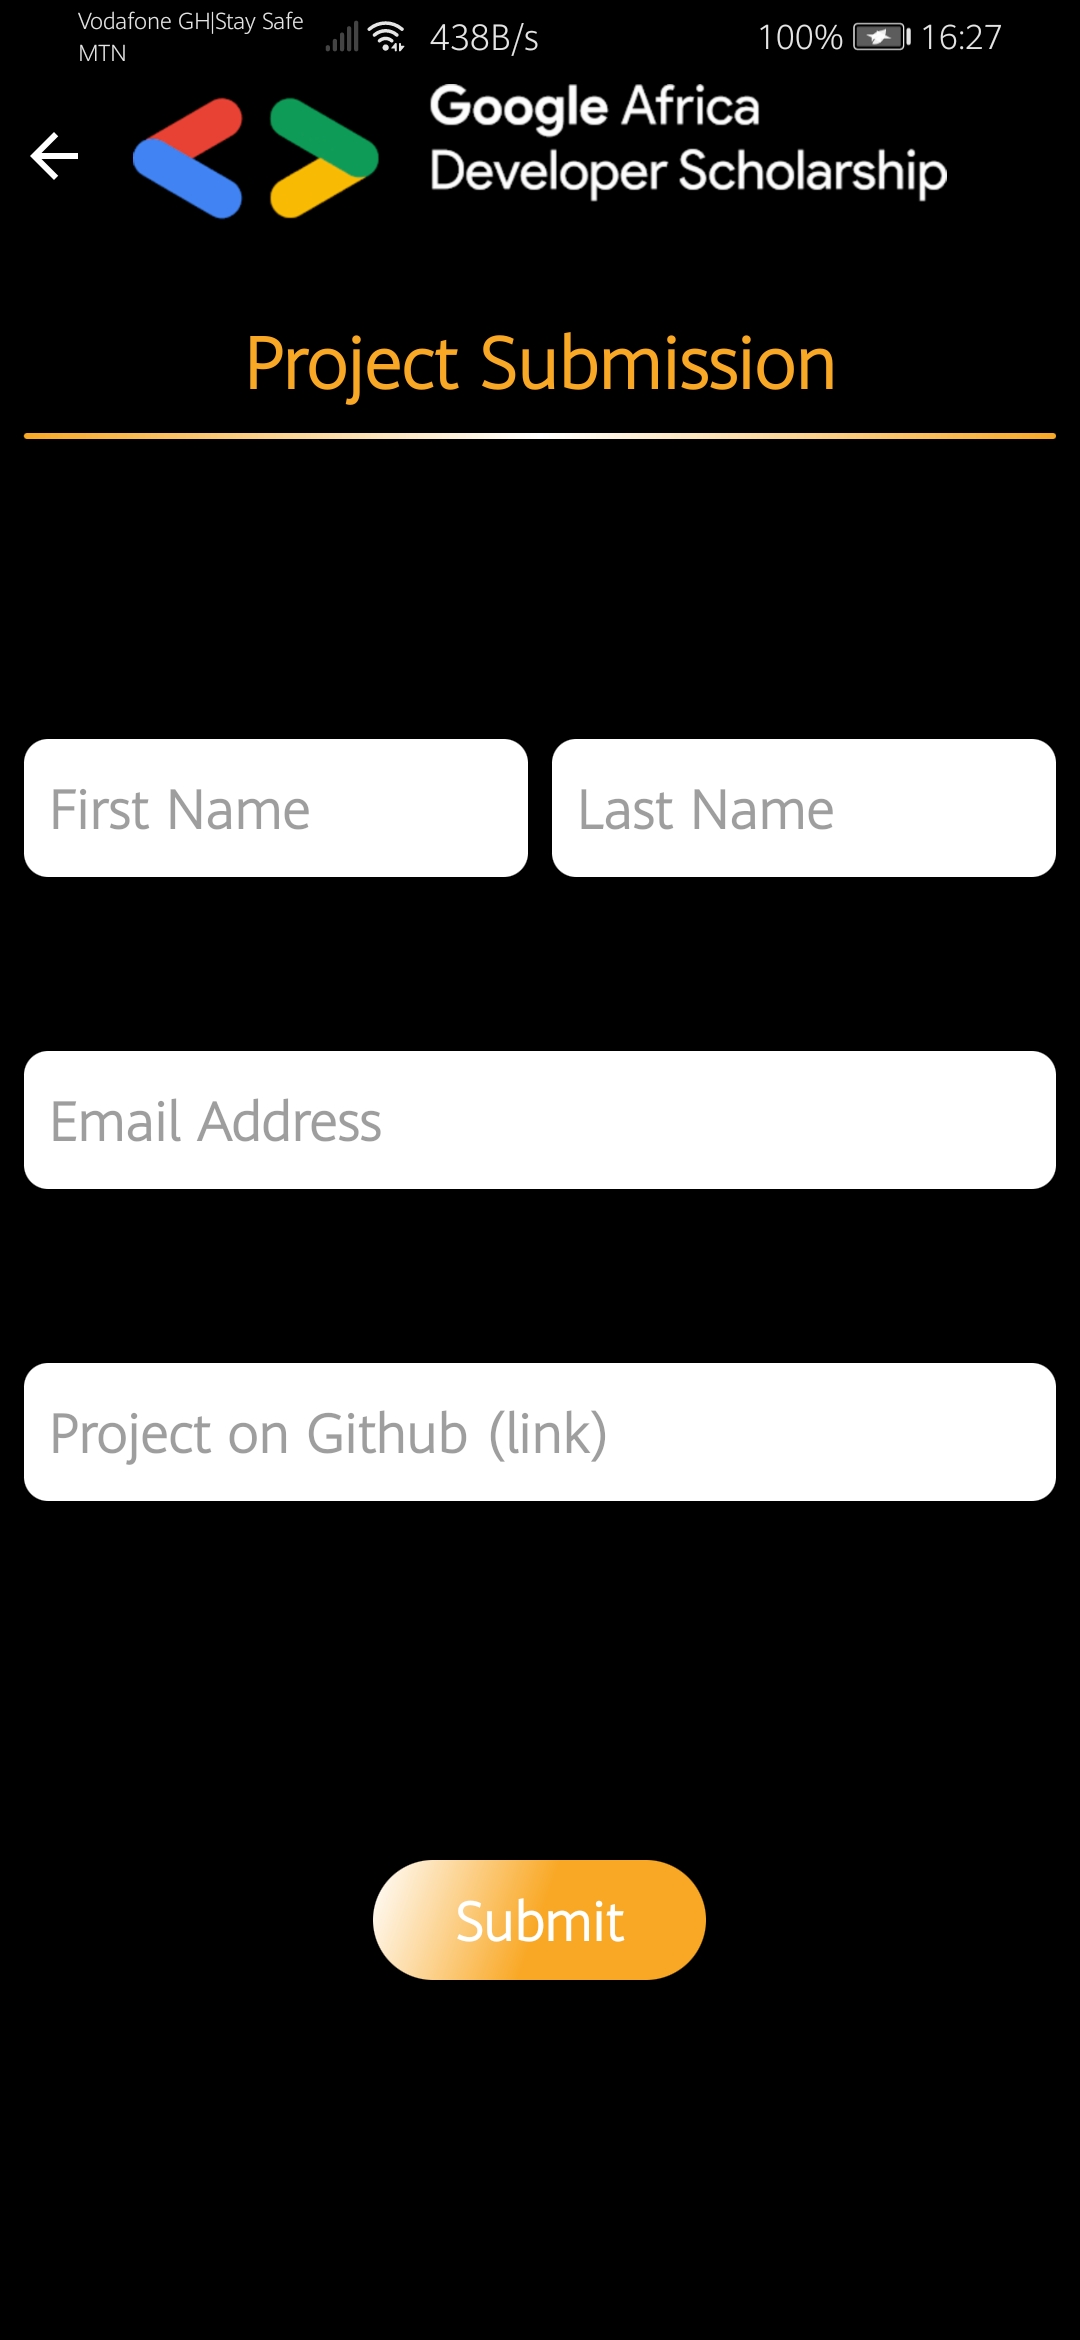 Vodafone GH|Stay Safe
MTN
438B/s
100%
16:27
Google Africa
Developer Scholarship
Project Submission
First Name
Last Name
Email Address
Project on Github (link)
Submit